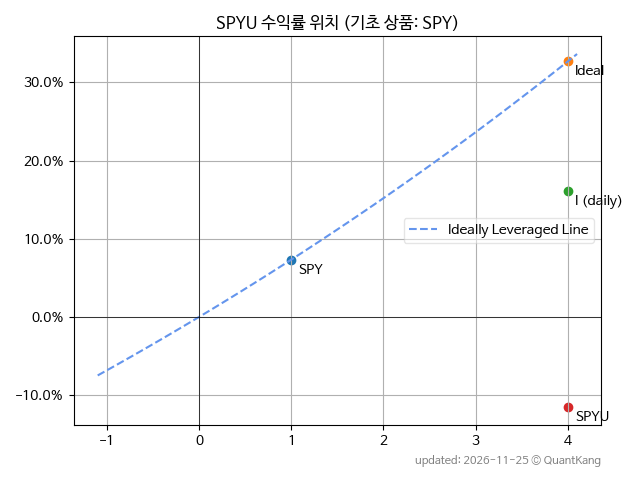 SPYU 수익률 위치 (기초 상품: SPY)
30.0%
20.0%
10.0%
0.0%
−10.0%
Ideal
I (daily)
Ideally Leveraged Line
SPY
SPYU
−1 0 1 2 3 4
updated: 2026-11-25 © QuantKang